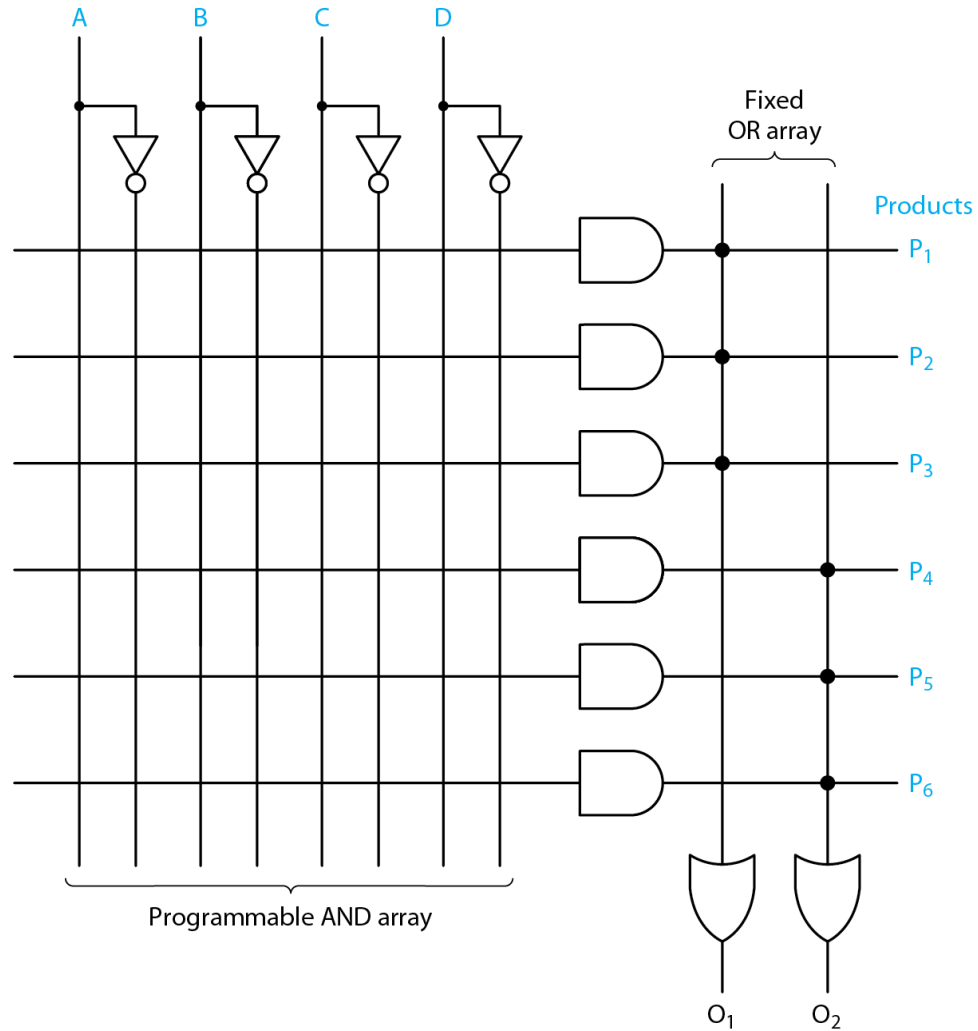 A B C D
Fixed
OR array
Products
P₁
P₂
P₃
P₄
P₅
P₆
Programmable AND array
O₁ O₂